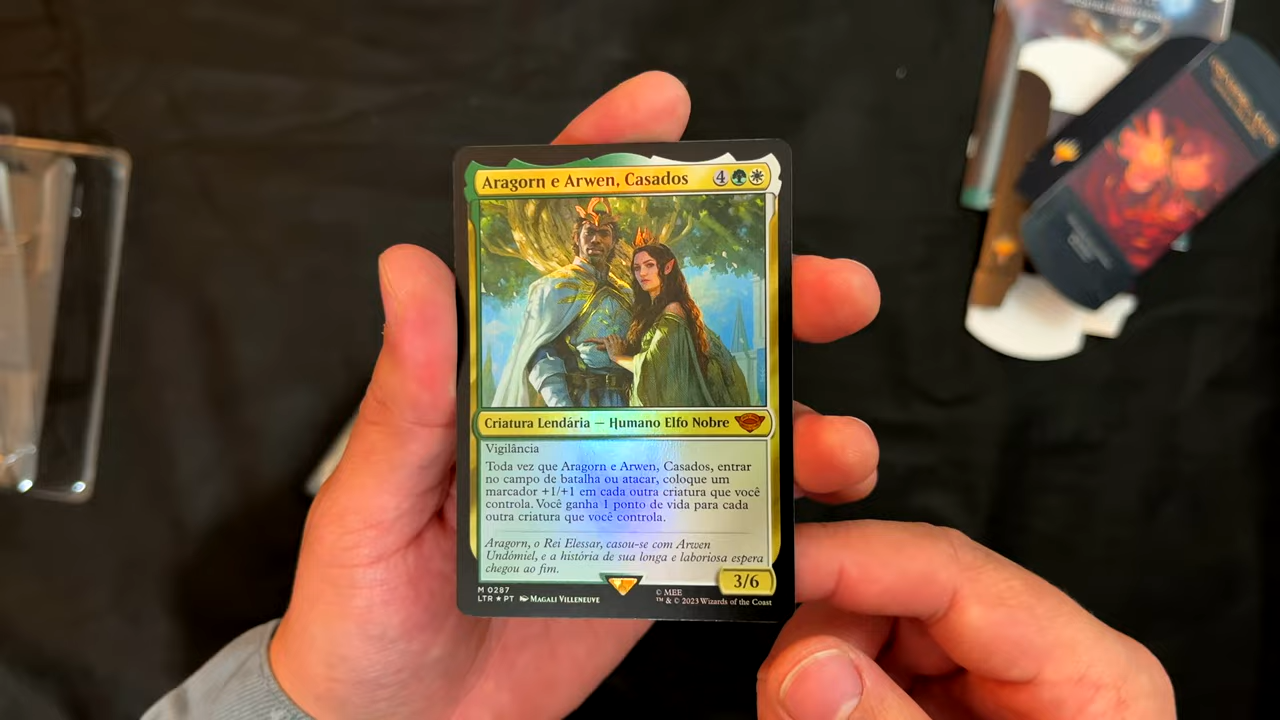 Aragorn e Arwen, Casados 4
Criatura Lendária — Humano Elfo Nobre
Vigilância
Toda vez que Aragorn e Arwen, Casados, entrar
no campo de batalha ou atacar, coloque um
marcador +1/+1 em cada outra criatura que você
controla. Você ganha 1 ponto de vida para cada
outra criatura que você controla.
Aragorn, o Rei Elessar, casou-se com Arwen
Undómiel, e a história de sua longa e laboriosa espera
chegou ao fim.
3/6
M 0287
LTR ★ PT Magali Villeneuve
© MEE
™ & © 2023 Wizards of the Coast